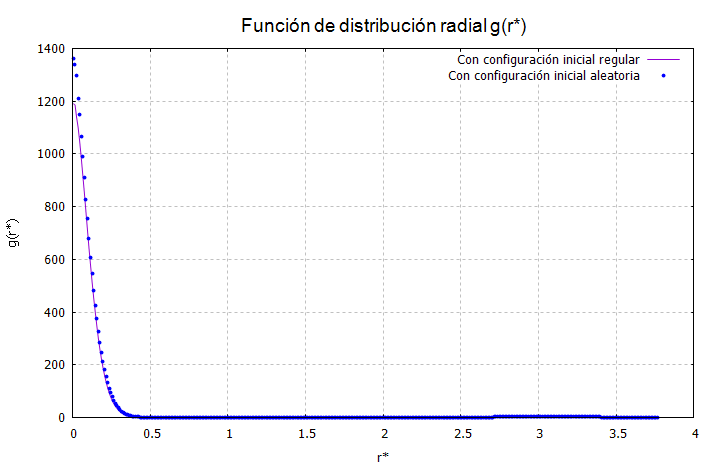 Función de distribución radial g(r*)
Con configuración inicial regular
Con configuración inicial aleatoria
1400
1200
1000
800
600
400
200
0
g(r*)
0 0.5 1 1.5 2 2.5 3 3.5 4
r*